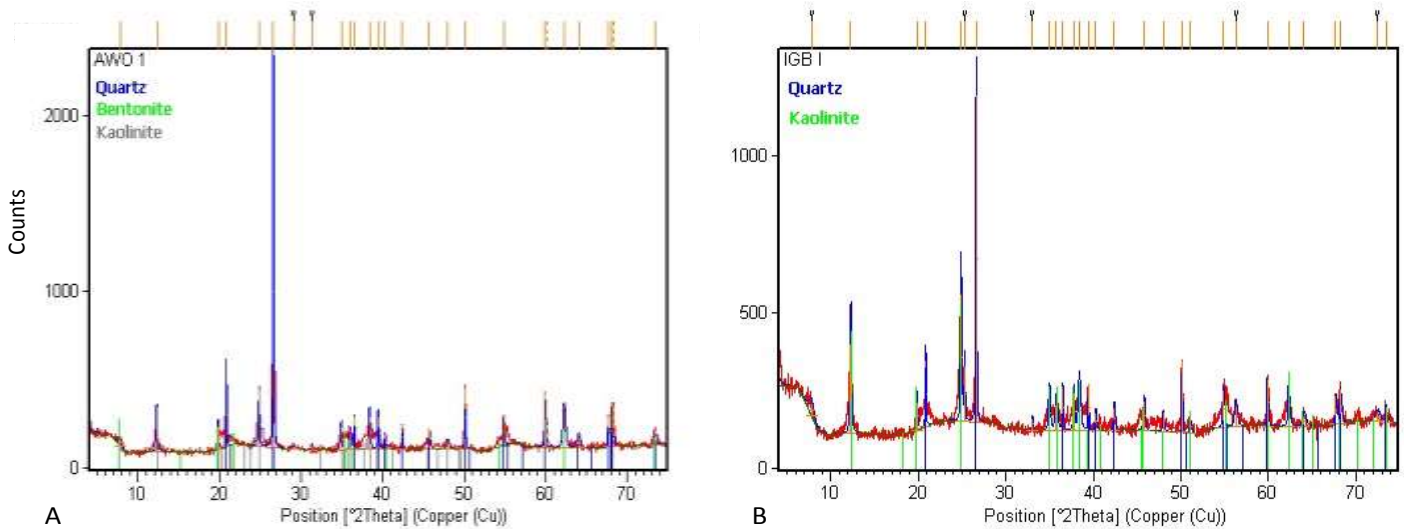 AWO 1
Quartz
Bentonite
Kaolinite
2000
1000
0
Counts
10 20 30 40 50 60 70
Position [°2Theta] (Copper (Cu))
A
IGB I
Quartz
Kaolinite
1000
500
0
10 20 30 40 50 60 70
Position [°2Theta] (Copper (Cu))
B